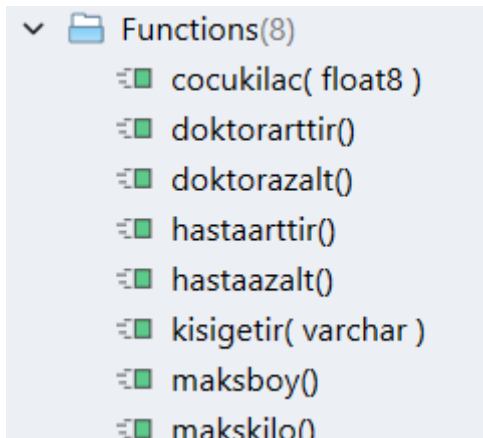 Functions(8)
cocukilac( float8 )
doktorarttir()
doktorazalt()
hastaarttir()
hastaazalt()
kisigetir( varchar )
maksboy()
makskilo()